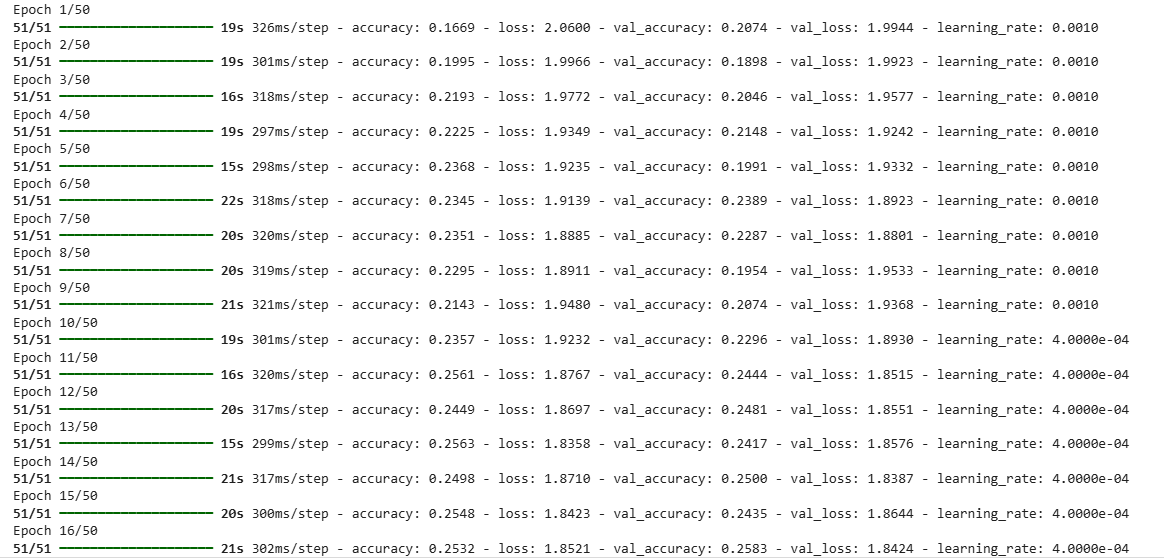 Epoch 1/50
51/51 ━━━━━━━━━━━━━━━━━━━━ 19s 326ms/step - accuracy: 0.1669 - loss: 2.0600 - val_accuracy: 0.2074 - val_loss: 1.9944 - learning_rate: 0.0010
Epoch 2/50
51/51 ━━━━━━━━━━━━━━━━━━━━ 19s 301ms/step - accuracy: 0.1995 - loss: 1.9966 - val_accuracy: 0.1898 - val_loss: 1.9923 - learning_rate: 0.0010
Epoch 3/50
51/51 ━━━━━━━━━━━━━━━━━━━━ 16s 318ms/step - accuracy: 0.2193 - loss: 1.9772 - val_accuracy: 0.2046 - val_loss: 1.9577 - learning_rate: 0.0010
Epoch 4/50
51/51 ━━━━━━━━━━━━━━━━━━━━ 19s 297ms/step - accuracy: 0.2225 - loss: 1.9349 - val_accuracy: 0.2148 - val_loss: 1.9242 - learning_rate: 0.0010
Epoch 5/50
51/51 ━━━━━━━━━━━━━━━━━━━━ 15s 298ms/step - accuracy: 0.2368 - loss: 1.9235 - val_accuracy: 0.1991 - val_loss: 1.9332 - learning_rate: 0.0010
Epoch 6/50
51/51 ━━━━━━━━━━━━━━━━━━━━ 22s 318ms/step - accuracy: 0.2345 - loss: 1.9139 - val_accuracy: 0.2389 - val_loss: 1.8923 - learning_rate: 0.0010
Epoch 7/50
51/51 ━━━━━━━━━━━━━━━━━━━━ 20s 320ms/step - accuracy: 0.2351 - loss: 1.8885 - val_accuracy: 0.2287 - val_loss: 1.8801 - learning_rate: 0.0010
Epoch 8/50
51/51 ━━━━━━━━━━━━━━━━━━━━ 20s 319ms/step - accuracy: 0.2295 - loss: 1.8911 - val_accuracy: 0.1954 - val_loss: 1.9533 - learning_rate: 0.0010
Epoch 9/50
51/51 ━━━━━━━━━━━━━━━━━━━━ 21s 321ms/step - accuracy: 0.2143 - loss: 1.9480 - val_accuracy: 0.2074 - val_loss: 1.9368 - learning_rate: 0.0010
Epoch 10/50
51/51 ━━━━━━━━━━━━━━━━━━━━ 19s 301ms/step - accuracy: 0.2357 - loss: 1.9232 - val_accuracy: 0.2296 - val_loss: 1.8930 - learning_rate: 4.0000e-04
Epoch 11/50
51/51 ━━━━━━━━━━━━━━━━━━━━ 16s 320ms/step - accuracy: 0.2561 - loss: 1.8767 - val_accuracy: 0.2444 - val_loss: 1.8515 - learning_rate: 4.0000e-04
Epoch 12/50
51/51 ━━━━━━━━━━━━━━━━━━━━ 20s 317ms/step - accuracy: 0.2449 - loss: 1.8697 - val_accuracy: 0.2481 - val_loss: 1.8551 - learning_rate: 4.0000e-04
Epoch 13/50
51/51 ━━━━━━━━━━━━━━━━━━━━ 15s 299ms/step - accuracy: 0.2563 - loss: 1.8358 - val_accuracy: 0.2417 - val_loss: 1.8576 - learning_rate: 4.0000e-04
Epoch 14/50
51/51 ━━━━━━━━━━━━━━━━━━━━ 21s 317ms/step - accuracy: 0.2498 - loss: 1.8710 - val_accuracy: 0.2500 - val_loss: 1.8387 - learning_rate: 4.0000e-04
Epoch 15/50
51/51 ━━━━━━━━━━━━━━━━━━━━ 20s 300ms/step - accuracy: 0.2548 - loss: 1.8423 - val_accuracy: 0.2435 - val_loss: 1.8644 - learning_rate: 4.0000e-04
Epoch 16/50
51/51 ━━━━━━━━━━━━━━━━━━━━ 21s 302ms/step - accuracy: 0.2532 - loss: 1.8521 - val_accuracy: 0.2583 - val_loss: 1.8424 - learning_rate: 4.0000e-04